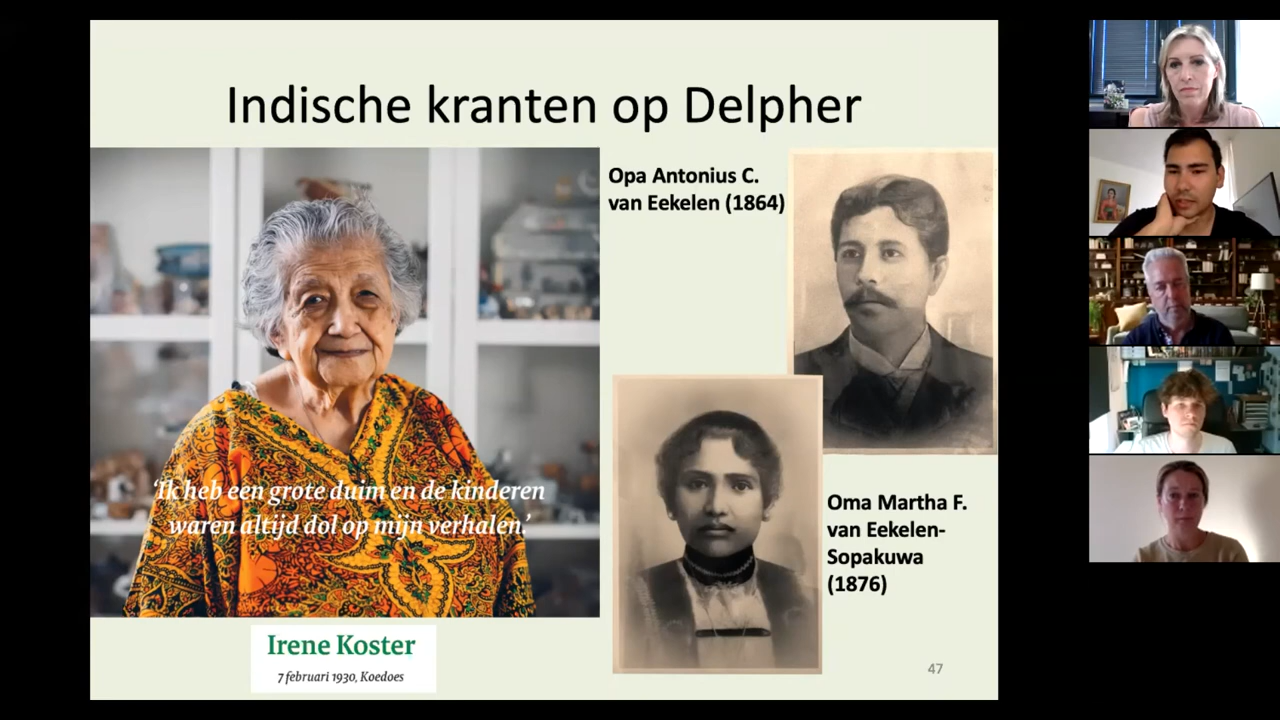 Indische kranten op Delpher
Opa Antonius C.
van Eekelen (1864)
‘Ik heb een grote duim en de kinderen
waren altijd dol op mijn verhalen.’
Oma Martha F.
van Eekelen-
Sopakuwa
(1876)
Irene Koster
7 februari 1930, Koedoes
47